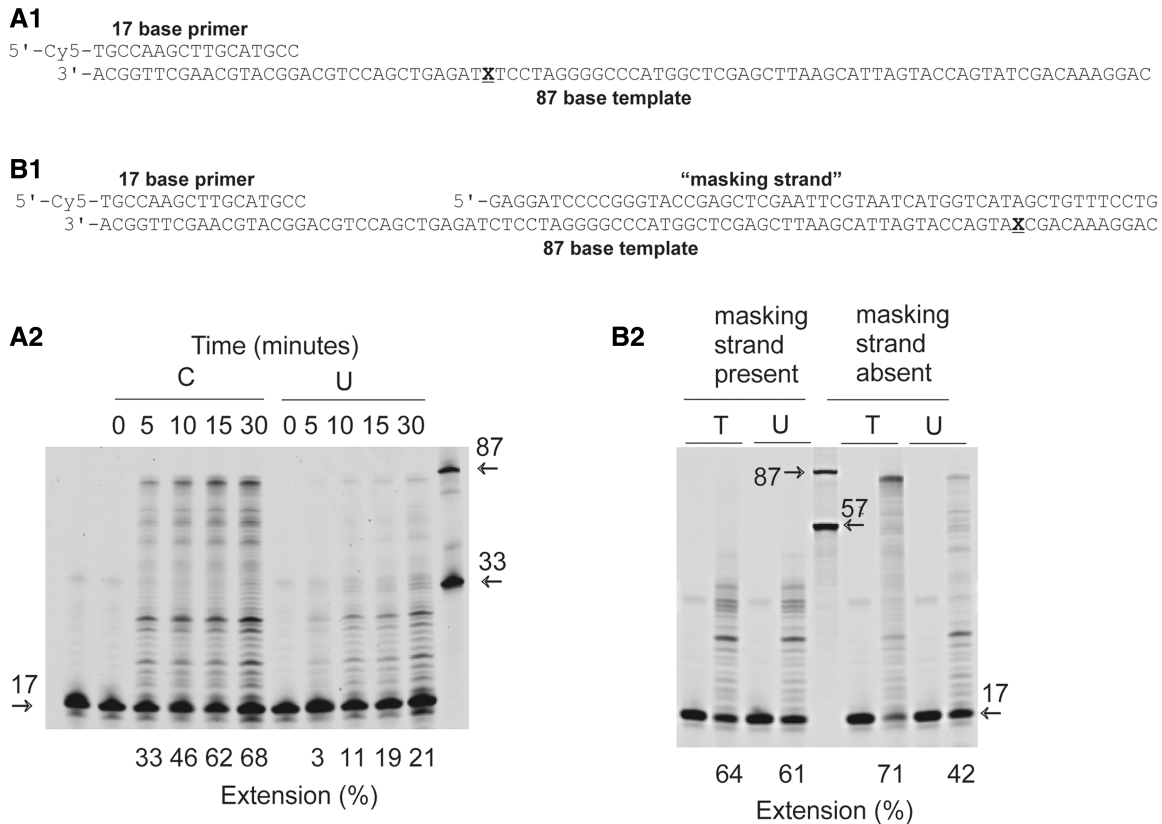 A1
17 base primer
5'-Cy5-TGCCAAGCTTGCATGCC
3'-ACGGTTCGAACGTACGGACGTCCAGCTGAGATXTCCTAGGGGCCCATGGCTCGAGCTTAAGCATTAGTACCAGTATCGACAAAGGAC
87 base template
B1
17 base primer “masking strand”
5'-Cy5-TGCCAAGCTTGCATGCC 5'-GAGGATCCCCGGGTACCGAGCTCGAATTCGTAATCATGGTCATAGCTGTTTCCTG
3'-ACGGTTCGAACGTACGGACGTCCAGCTGAGATCTCCTAGGGGCCCATGGCTCGAGCTTAAGCATTAGTACCAGTAXCGACAAAGGAC
87 base template
A2
Time (minutes)
C U
0 5 10 15 30 0 5 10 15 30
87
33
17
33 46 62 68 3 11 19 21
Extension (%)
B2
masking strand present
masking strand absent
T U T U
87
57
17
64 61 71 42
Extension (%)